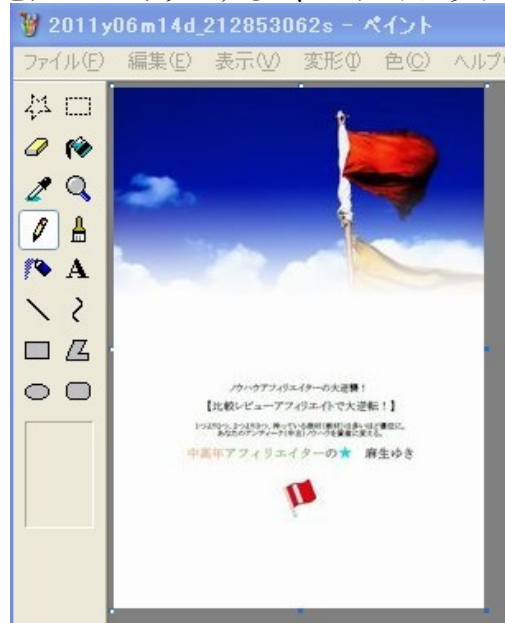 2011y06m14d_212853062s - ペイント
ファイル(F) 編集(E) 表示(V) 変形(I) 色(C) ヘルプ
A
ノウハウアフィリエイターの大逆襲！
【比較レビューアフィリエイトで大逆転！】
中高年アフィリエイターの★ 麻生ゆき